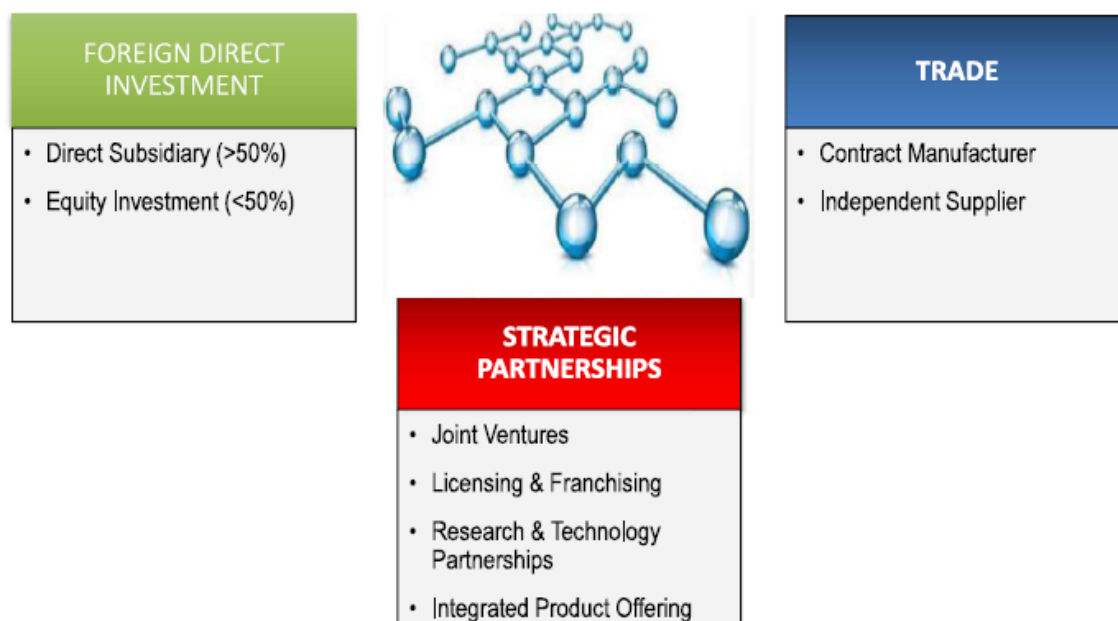 FOREIGN DIRECT
INVESTMENT
• Direct Subsidiary (>50%)
• Equity Investment (<50%)
TRADE
• Contract Manufacturer
• Independent Supplier
STRATEGIC
PARTNERSHIPS
• Joint Ventures
• Licensing & Franchising
• Research & Technology
Partnerships
• Integrated Product Offering